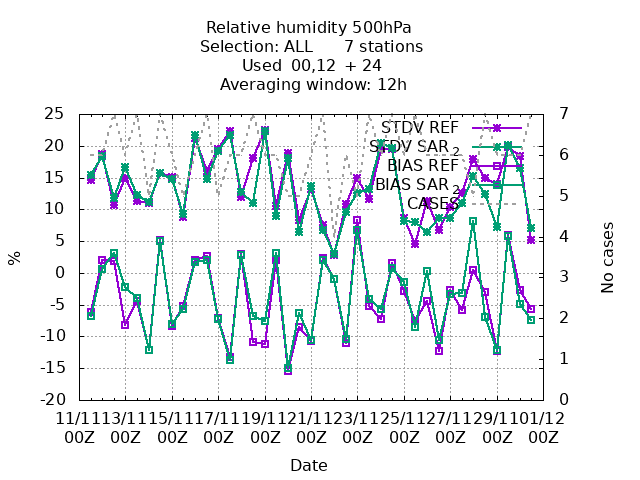 Relative humidity 500hPa
Selection: ALL 7 stations
Used 00,12 + 24
Averaging window: 12h
STDV REF
STDV SAR2
BIAS REF
BIAS SAR2
CASES
25
20
15
10
5
0
-5
-10
-15
-20
%
7
6
5
4
3
2
1
0
No cases
11/11 13/11 15/11 17/11 19/11 21/11 23/11 25/11 27/11 29/11 01/12
00Z 00Z 00Z 00Z 00Z 00Z 00Z 00Z 00Z 00Z 00Z
Date